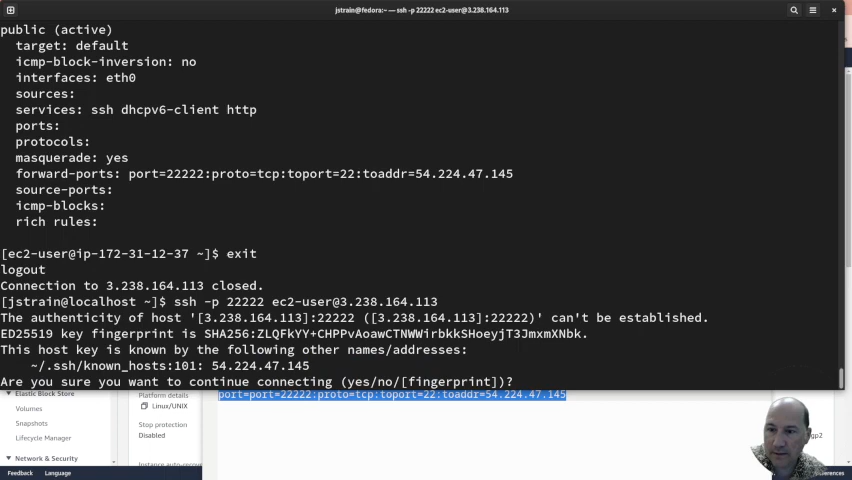 jstrain@fedora:~ — ssh -p 22222 ec2-user@3.238.164.113
public (active)
target: default
icmp-block-inversion: no
interfaces: eth0
sources:
services: ssh dhcpv6-client http
ports:
protocols:
masquerade: yes
forward-ports: port=22222:proto=tcp:toport=22:toaddr=54.224.47.145
source-ports:
icmp-blocks:
rich rules:
[ec2-user@ip-172-31-12-37 ~]$ exit
logout
Connection to 3.238.164.113 closed.
[jstrain@localhost ~]$ ssh -p 22222 ec2-user@3.238.164.113
The authenticity of host '[3.238.164.113]:22222 ([3.238.164.113]:22222)' can't be established.
ED25519 key fingerprint is SHA256:ZLQFkYY+CHPPvAoawCTNWWirbkkSHoeyjT3JmxmXNbk.
This host key is known by the following other names/addresses:
~/.ssh/known_hosts:101: 54.224.47.145
Are you sure you want to continue connecting (yes/no/[fingerprint])?
Elastic Block Store
Platform details
port=port=22222:proto=tcp:toport=22:toaddr=54.224.47.145
Volumes
Linux/UNIX
Snapshots
Stop protection
Lifecycle Manager
Disabled
gp2
Network & Security
Instance auto-recov
Feedback
Language